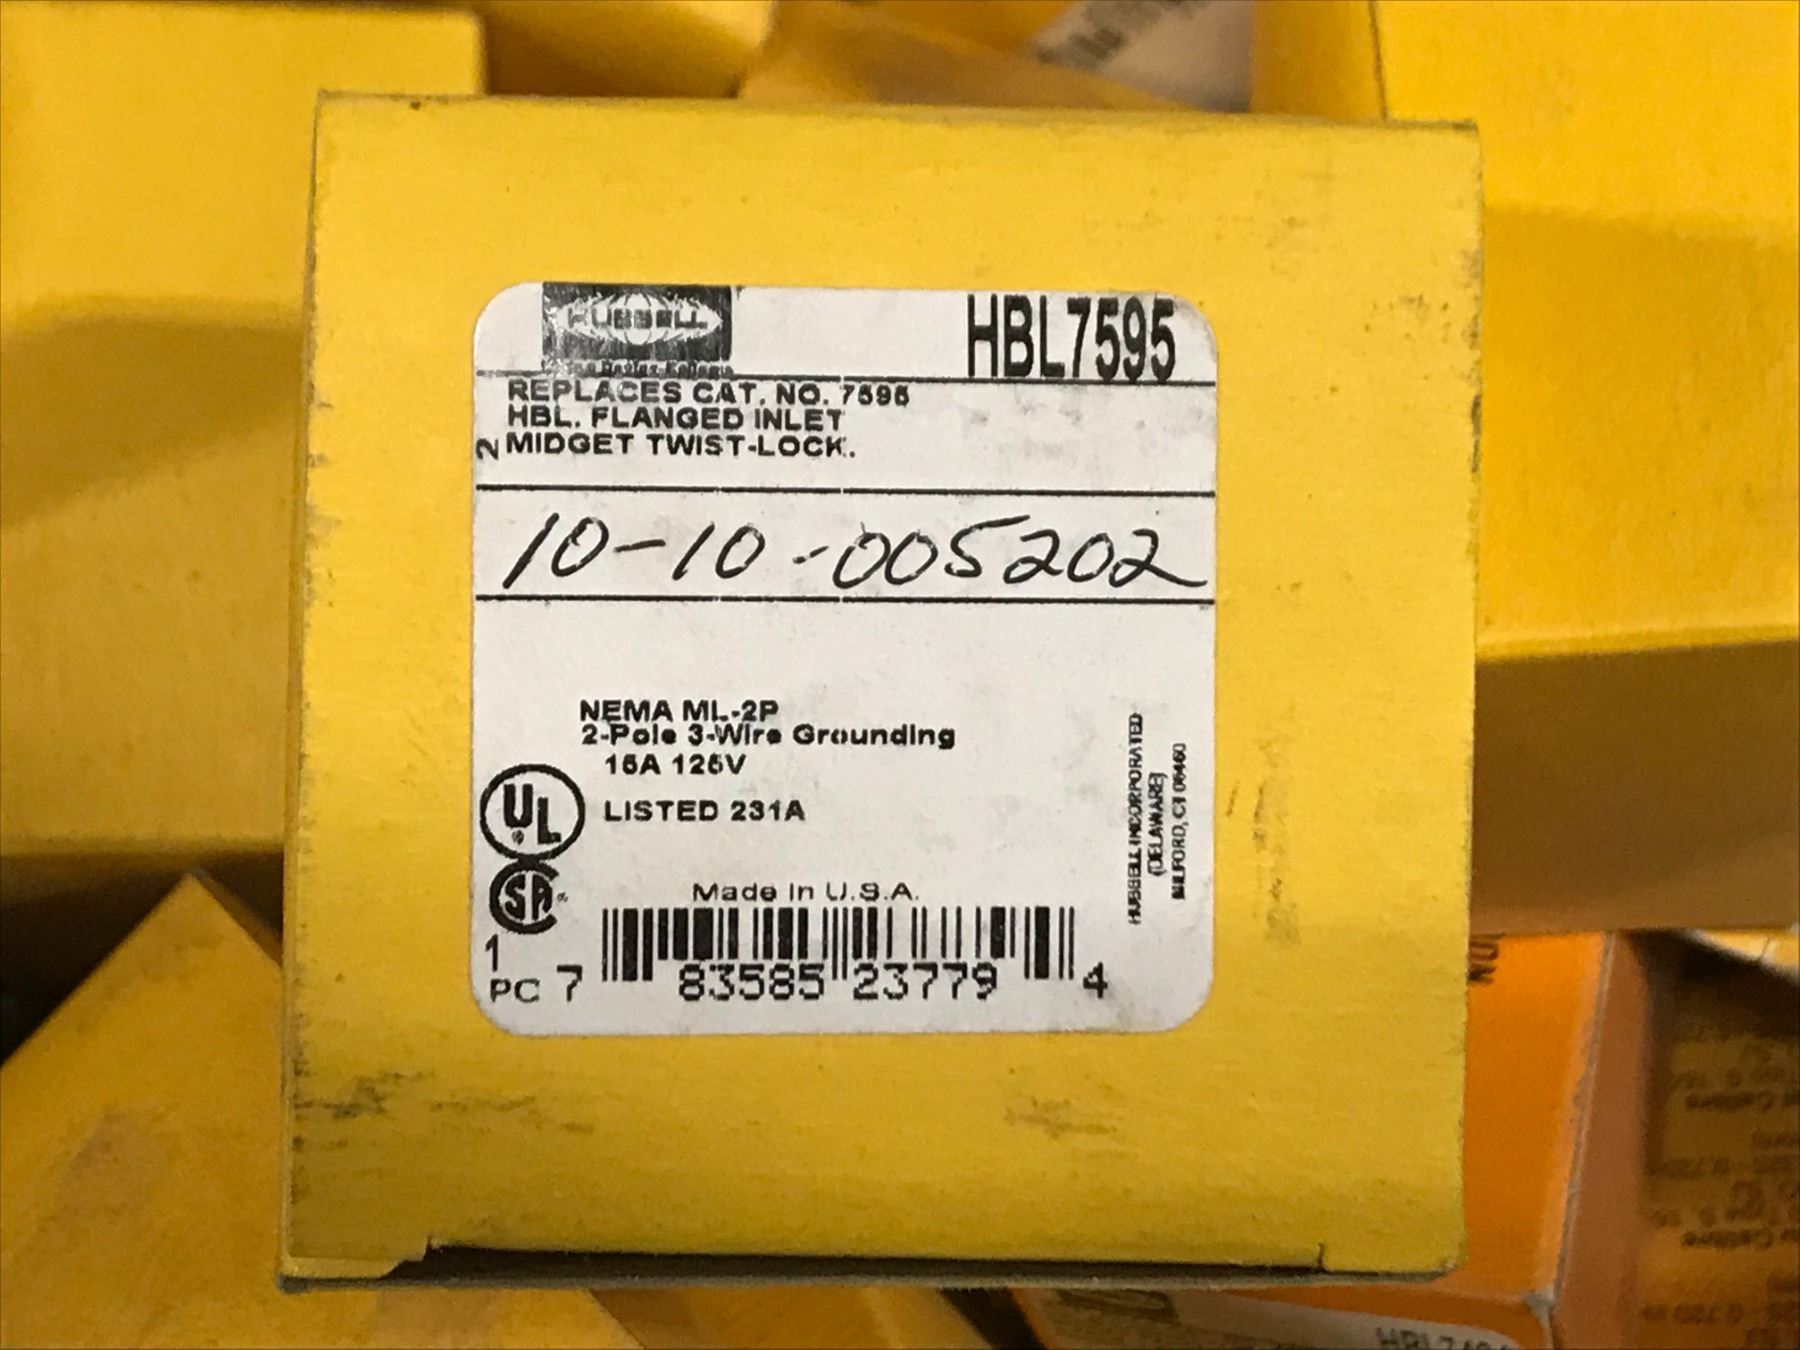 HUBBELL
HBL7595
REPLACES CAT. NO. 7595
HBL. FLANGED INLET
2 MIDGET TWIST-LOCK.
10-10-005202
NEMA ML-2P
2-Pole 3-Wire Grounding
15A 125V
UL
LISTED 231A
SA
Made In U.S.A.
1
PC 7 83585 23779 4
HUBBELL INCORPORATED
(DELAWARE)
MILFORD, CT 06460